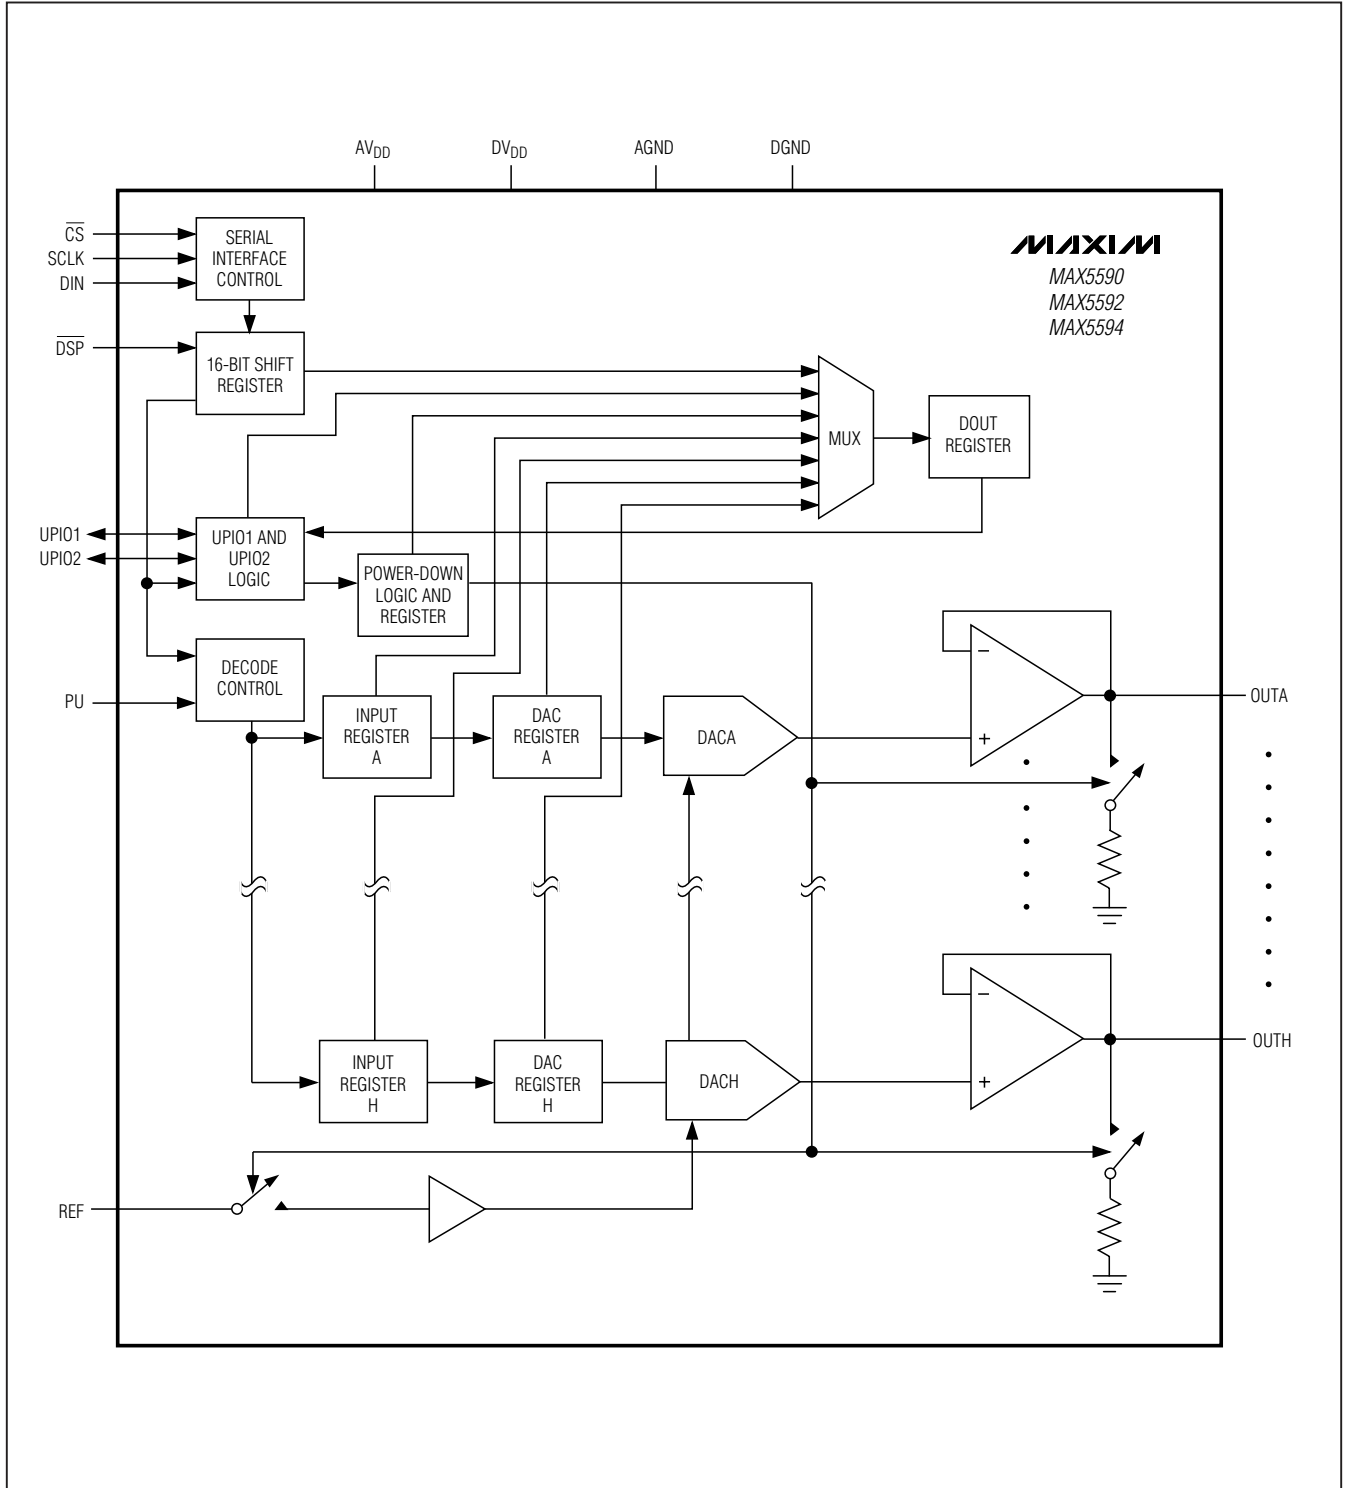 AVDD
DVDD
AGND
DGND
CS
SCLK
DIN
SERIAL
INTERFACE
CONTROL
MAXIM
MAX5590
MAX5592
MAX5594
DSP
16-BIT SHIFT
REGISTER
MUX
DOUT
REGISTER
UPIO1
UPIO2
UPIO1 AND
UPIO2
LOGIC
POWER-DOWN
LOGIC AND
REGISTER
DECODE
CONTROL
PU
INPUT
REGISTER
A
DAC
REGISTER
A
DACA
−
+
OUTA
INPUT
REGISTER
H
DAC
REGISTER
H
DACH
−
+
OUTH
REF